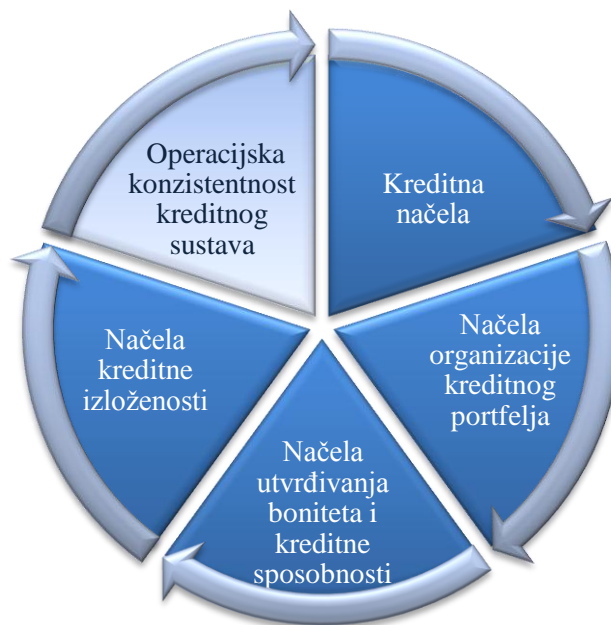 Operacijska
konzistentnost
kreditnog
sustava
Kreditna
načela
Načela
organizacije
kreditnog
portfelja
Načela
utvrđivanja
boniteta i
kreditne
sposobnosti
Načela
kreditne
izloženosti